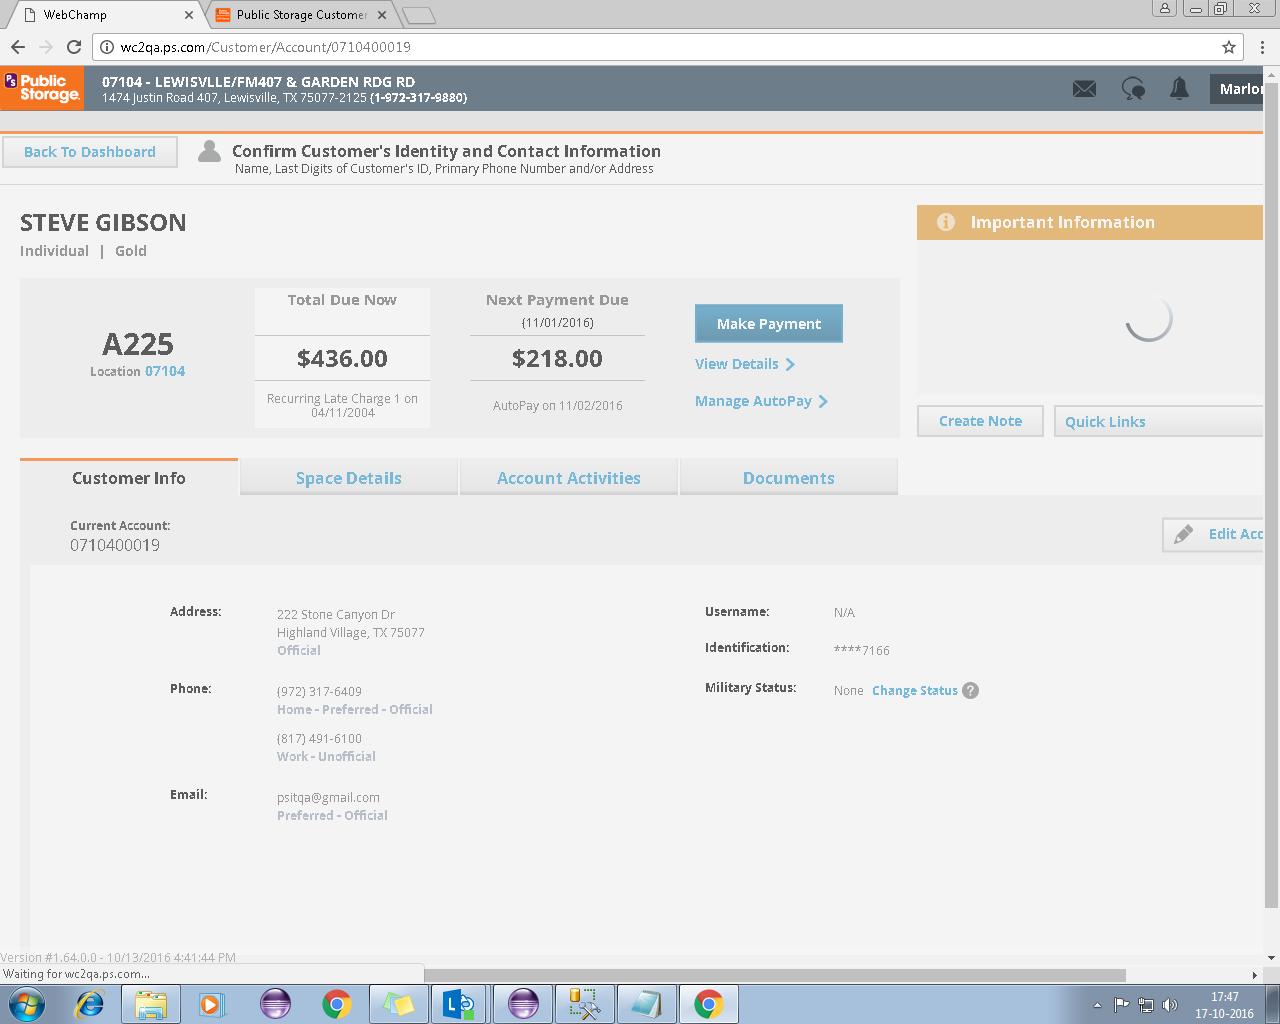 WebChamp
Public Storage Customer
wc2qa.ps.com/Customer/Account/0710400019
Public Storage.
07104 - LEWISVLLE/FM407 & GARDEN RDG RD
1474 Justin Road 407, Lewisville, TX 75077-2125 (1-972-317-9880)
Marlo
Back To Dashboard
Confirm Customer's Identity and Contact Information
Name, Last Digits of Customer's ID, Primary Phone Number and/or Address
STEVE GIBSON
Individual | Gold
Important Information
A225
Location 07104
Total Due Now
$436.00
Recurring Late Charge 1 on
04/11/2004
Next Payment Due
(11/01/2016)
$218.00
AutoPay on 11/02/2016
Make Payment
View Details
Manage AutoPay
Create Note
Quick Links
Customer Info
Space Details
Account Activities
Documents
Current Account:
0710400019
Edit Acc
Address:
222 Stone Canyon Dr
Highland Village, TX 75077
Official
Phone:
(972) 317-6409
Home - Preferred - Official
(817) 491-6100
Work - Unofficial
Email:
psitqa@gmail.com
Preferred - Official
Username:
N/A
Identification:
****7166
Military Status:
None Change Status ?
Version #1.64.0.0 - 10/13/2016 4:41:44 PM
Waiting for wc2qa.ps.com...
17:47
17-10-2016